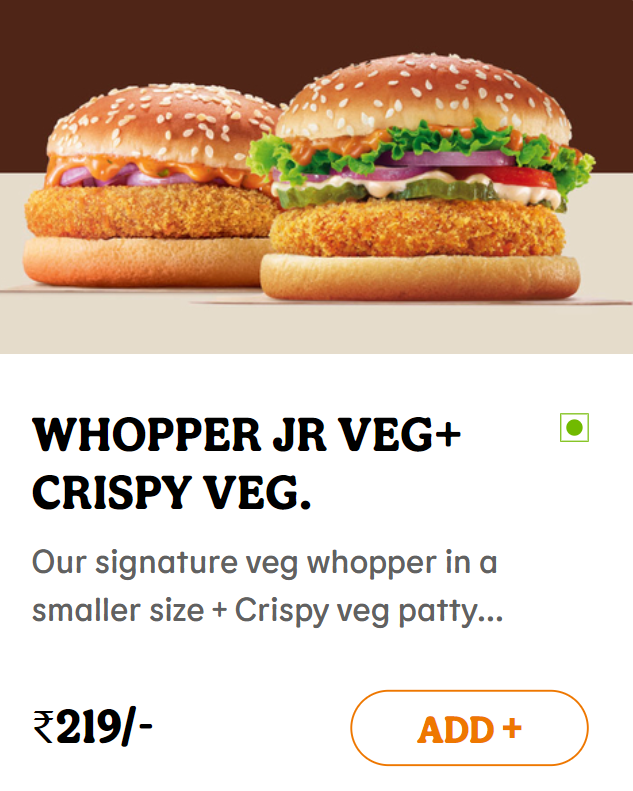 WHOPPER JR VEG+
CRISPY VEG.
Our signature veg whopper in a
smaller size + Crispy veg patty...
₹219/-
ADD +